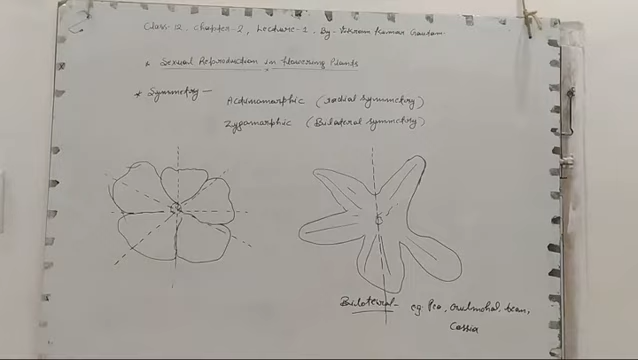 Class-12, Chapter-2, Lecture-1. By- Vikram Kumar Gautam
* Sexual Reproduction in flowering Plants
* Symmetry-
Actinomorphic (radial symmetry)
Zygomorphic (Bilateral symmetry)
Bilateral- eg: Pea, Gulmohal, bean,
Cassia